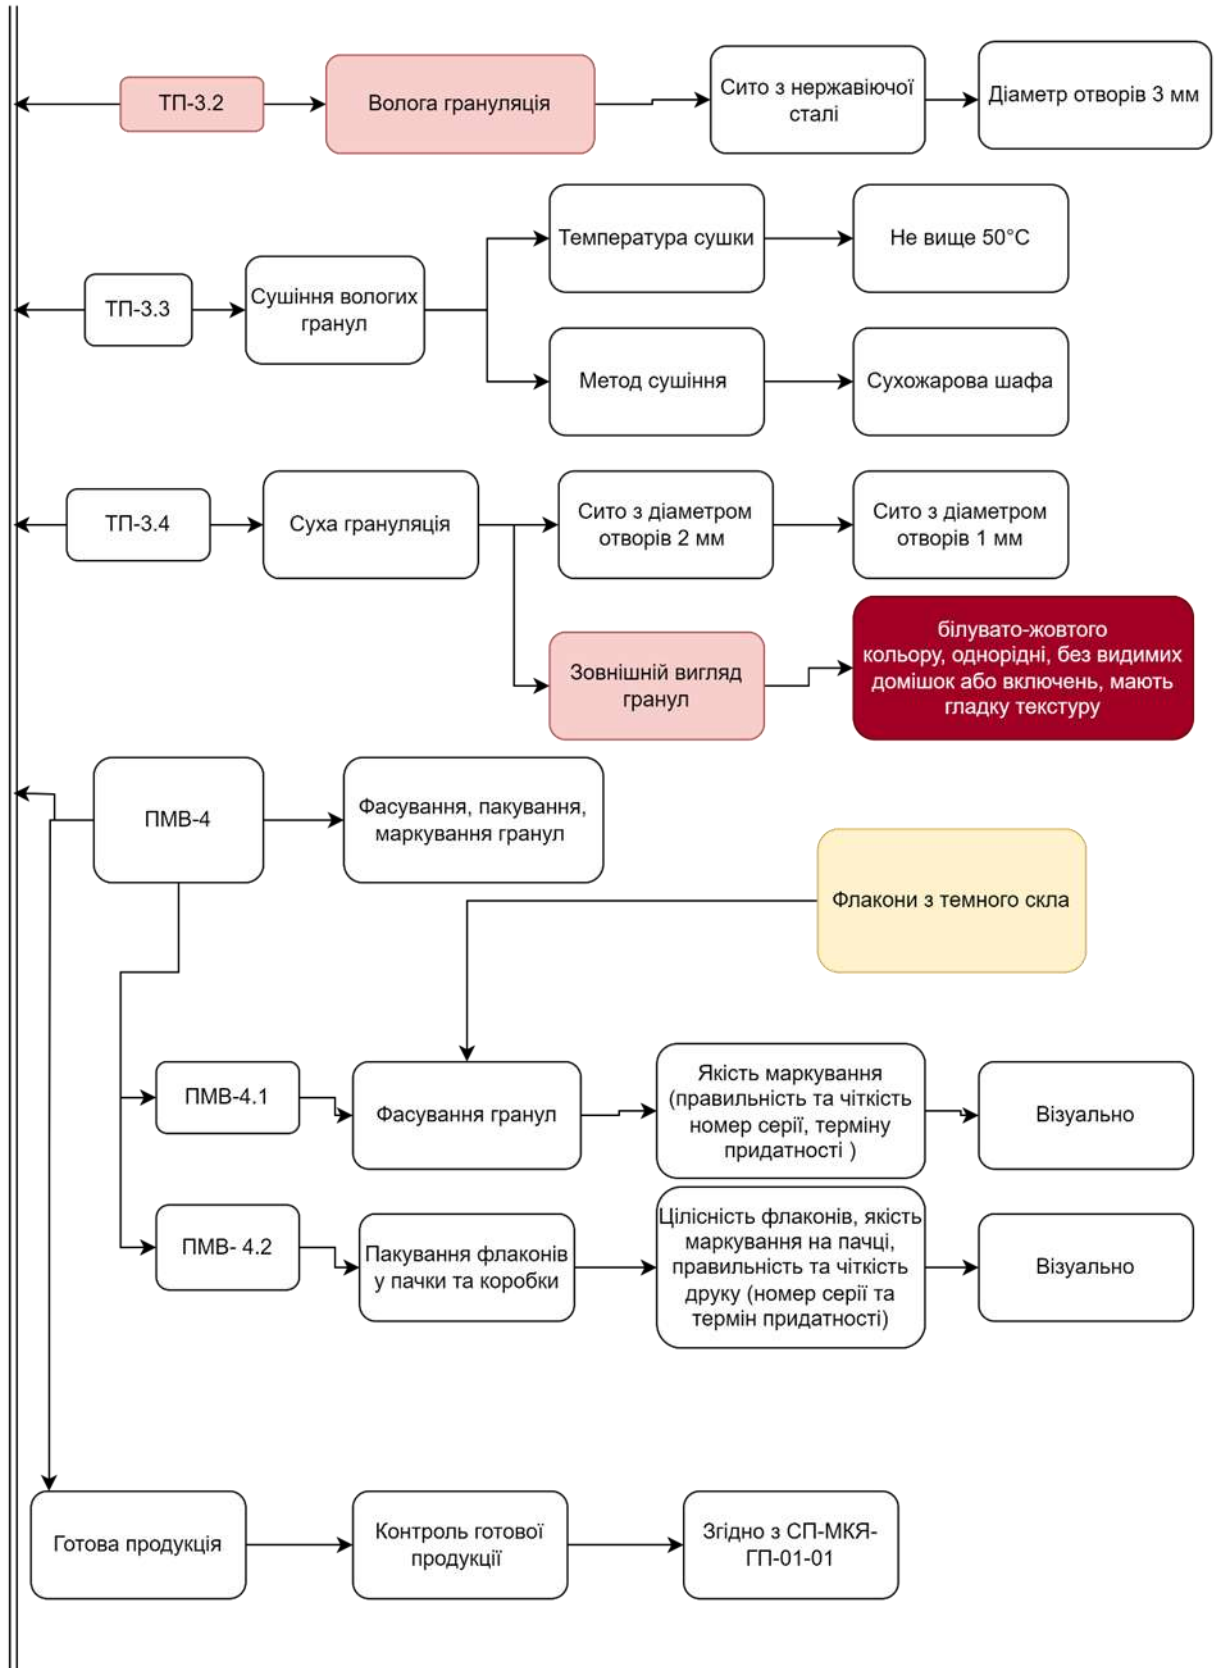 ТП-3.2
Волога грануляція
Сито з нержавіючої
сталі
Діаметр отворів 3 мм
Температура сушки
Не вище 50°C
ТП-3.3
Сушіння вологих
гранул
Метод сушіння
Сухожарова шафа
ТП-3.4
Суха грануляція
Сито з діаметром
отворів 2 мм
Сито з діаметром
отворів 1 мм
Зовнішній вигляд
гранул
білувато-жовтого
кольору, однорідні, без видимих
домішок або включень, мають
гладку текстуру
ПМВ-4
Фасування, пакування,
маркування гранул
Флакони з темного скла
ПМВ-4.1
Фасування гранул
Якість маркування
(правильність та чіткість
номер серії, терміну
придатності )
Візуально
ПМВ- 4.2
Пакування флаконів
у пачки та коробки
Цілісність флаконів, якість
маркування на пачці,
правильність та чіткість
друку (номер серії та
термін придатності)
Візуально
Готова продукція
Контроль готової
продукції
Згідно з СП-МКЯ-
ГП-01-01